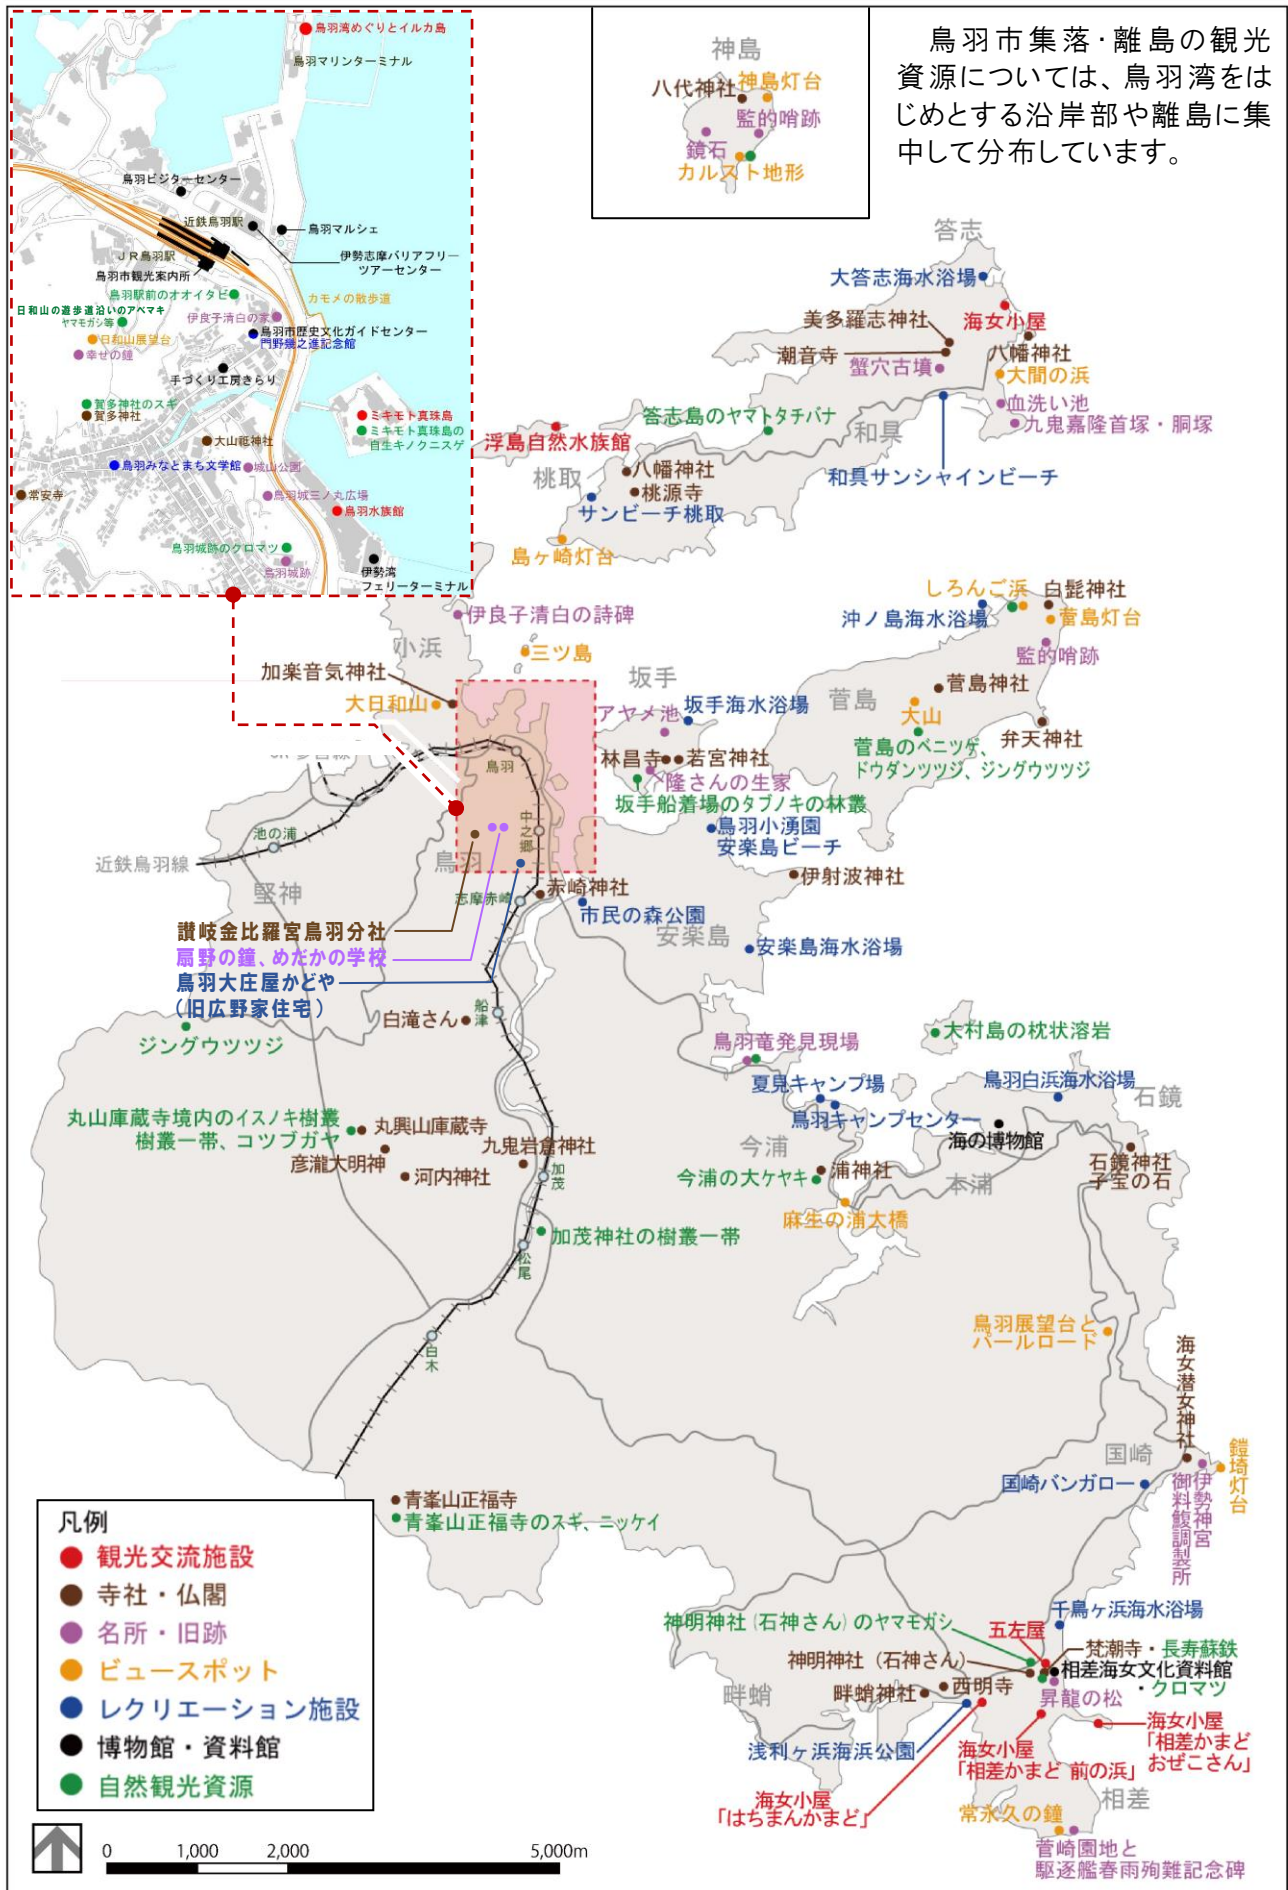 鳥羽市集落・離島の観光
資源については、鳥羽湾をは
じめとする沿岸部や離島に集
中して分布しています。
鳥羽湾めぐりとイルカ島
鳥羽マリンターミナル
鳥羽ビジターセンター
近鉄鳥羽駅
鳥羽マルシェ
ＪＲ鳥羽駅
伊勢志摩バリアフリー
ツアーセンター
鳥羽市観光案内所
鳥羽駅前のオオイタビ
カモメの散歩道
日和山の遊歩道沿いのアベマキ
ヤマモガシ等
伊良子清白の家
鳥羽市歴史文化ガイドセンター
門野幾之進記念館
日和山展望台
幸せの鐘
手づくり工房きらり
賀多神社のスギ
賀多神社
ミキモト真珠島
ミキモト真珠島の
自生キノクニスゲ
大山祗神社
鳥羽みなとまち文学館
城山公園
常安寺
鳥羽城三ノ丸広場
鳥羽水族館
鳥羽城跡のクロマツ
鳥羽城跡
伊勢湾
フェリーターミナル
神島
八代神社
神島灯台
監的哨跡
鏡石
カルスト地形
答志
大答志海水浴場
美多羅志神社
海女小屋
潮音寺
八幡神社
蟹穴古墳
大間の浜
血洗い池
答志島のヤマトタチバナ
九鬼嘉隆首塚・胴塚
和具
浮島自然水族館
桃取
八幡神社
和具サンシャインビーチ
桃源寺
サンビーチ桃取
島ヶ崎灯台
伊良子清白の詩碑
小浜
三ツ島
加楽音気神社
大日和山
しろんご浜
白髭神社
沖ノ島海水浴場
菅島灯台
監的哨跡
坂手
菅島
菅島神社
アヤメ池
坂手海水浴場
大山
弁天神社
林昌寺
若宮神社
菅島のベニツゲ、
ドウダンツツジ、ジングウツツジ
隆さんの生家
坂手船着場のタブノキの林叢
鳥羽
中之郷
池の浦
近鉄鳥羽線
堅神
鳥羽
鳥羽小涌園
安楽島ビーチ
伊射波神社
志摩赤崎
赤崎神社
市民の森公園
安楽島
安楽島海水浴場
讃岐金比羅宮鳥羽分社
扇野の鐘、めだかの学校
鳥羽大庄屋かどや
（旧広野家住宅）
船津
白滝さん
ジングウツツジ
鳥羽竜発見現場
大村島の枕状溶岩
夏見キャンプ場
鳥羽白浜海水浴場
石鏡
鳥羽キャンプセンター
海の博物館
今浦
丸山庫蔵寺境内のイスノキ樹叢
樹叢一帯、コツブガヤ
丸興山庫蔵寺
彦瀧大明神
河内神社
九鬼岩倉神社
加茂
今浦の大ケヤキ
浦神社
本浦
石鏡神社
子宝の石
麻生の浦大橋
加茂神社の樹叢一帯
松尾
白木
鳥羽展望台と
パールロード
海女潜女神社
国崎
国崎バンガロー
鎧埼灯台
伊勢神宮
御料鰒調製所
青峯山正福寺
青峯山正福寺のスギ、ニッケイ
千鳥ヶ浜海水浴場
神明神社（石神さん）のヤマモガシ
五左屋
梵潮寺・長寿蘇鉄
神明神社（石神さん）
相差海女文化資料館
・クロマツ
畔蛸
畔蛸神社
西明寺
昇龍の松
浅利ヶ浜海浜公園
海女小屋
「相差かまど 前の浜」
海女小屋
「相差かまど
おぜこさん」
海女小屋
「はちまんかまど」
相差
常永久の鐘
菅崎園地と
駆逐艦春雨殉難記念碑
凡例
観光交流施設
寺社・仏閣
名所・旧跡
ビュースポット
レクリエーション施設
博物館・資料館
自然観光資源
0 1,000 2,000 5,000m